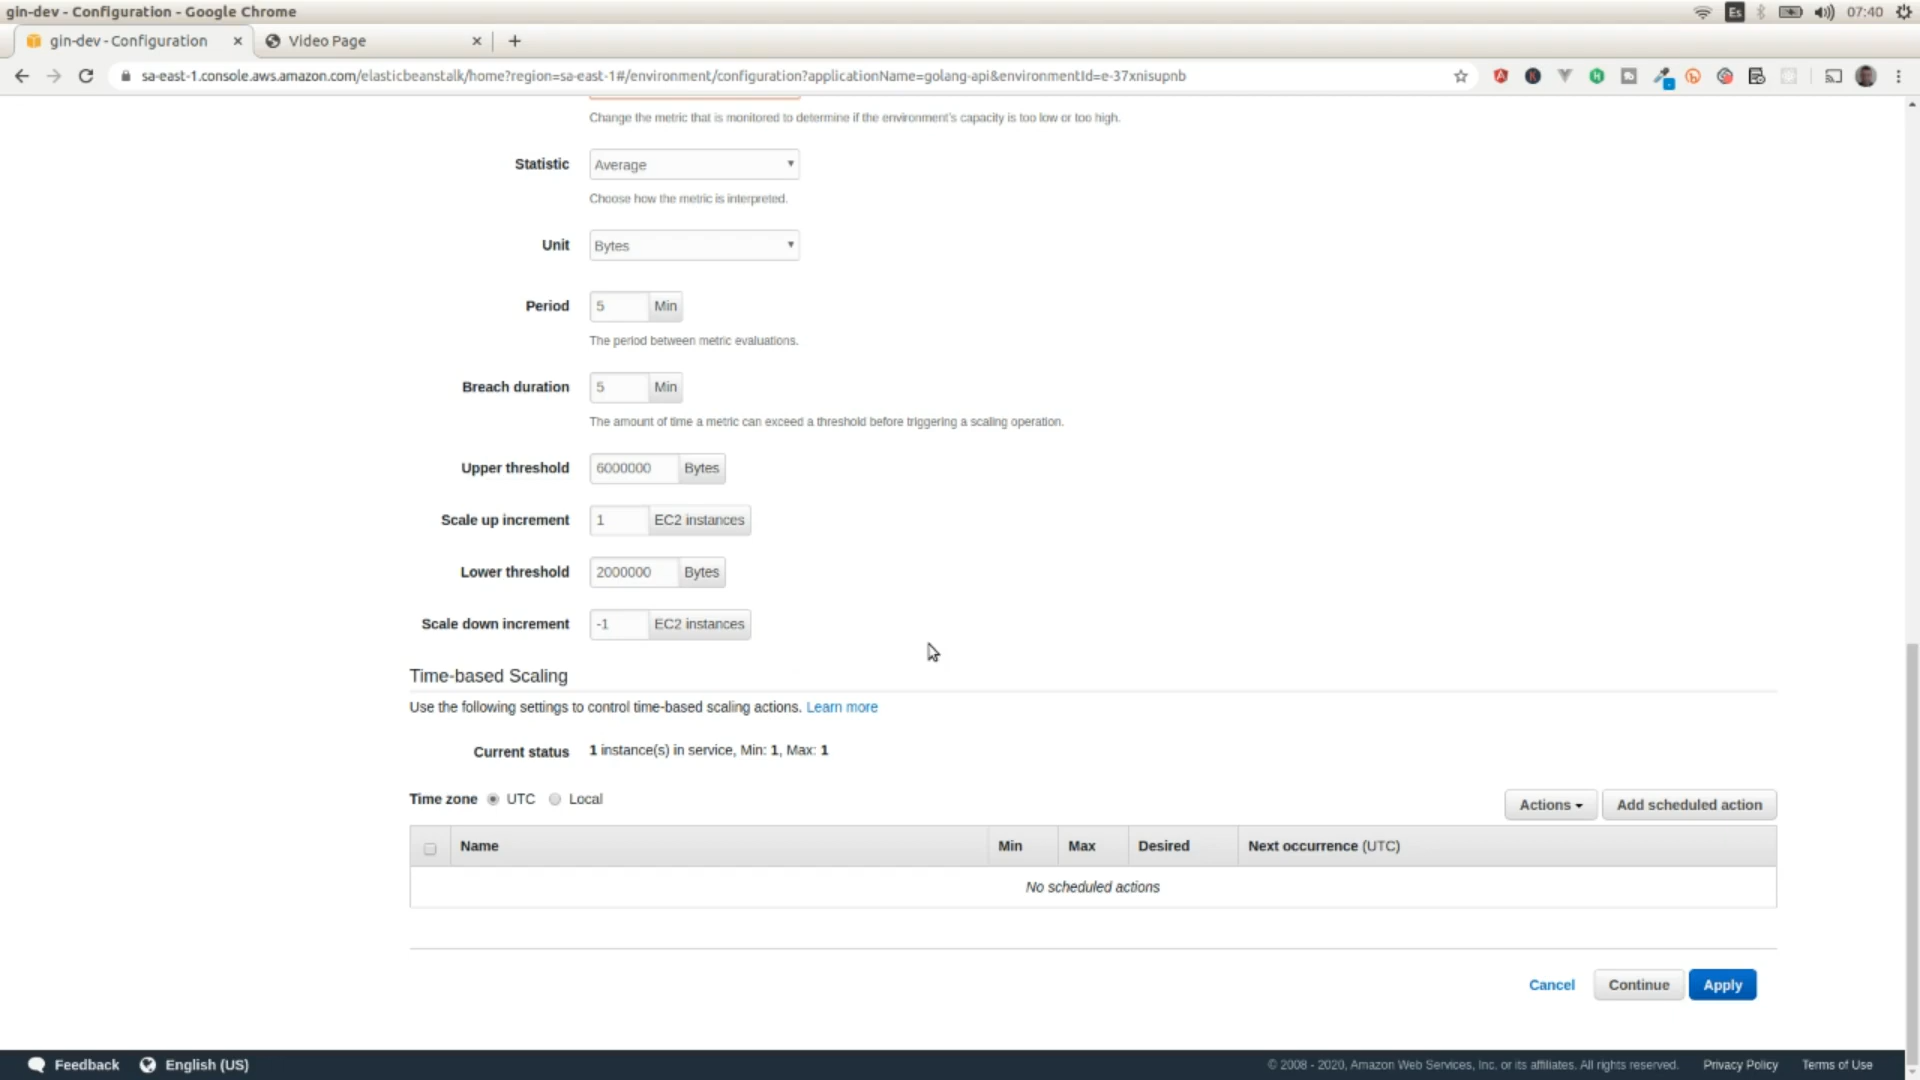 gin-dev - Configuration - Google Chrome
Es
07:40
gin-dev - Configuration
Video Page
sa-east-1.console.aws.amazon.com/elasticbeanstalk/home?region=sa-east-1#/environment/configuration?applicationName=golang-api&environmentId=e-37xnisupnb
Change the metric that is monitored to determine if the environment's capacity is too low or too high.
Statistic Average
Choose how the metric is interpreted.
Unit Bytes
Period 5 Min
The period between metric evaluations.
Breach duration 5 Min
The amount of time a metric can exceed a threshold before triggering a scaling operation.
Upper threshold 6000000 Bytes
Scale up increment 1 EC2 instances
Lower threshold 2000000 Bytes
Scale down increment -1 EC2 instances
Time-based Scaling
Use the following settings to control time-based scaling actions. Learn more
Current status 1 instance(s) in service, Min: 1, Max: 1
Time zone UTC Local
Actions Add scheduled action
Name Min Max Desired Next occurrence (UTC)
No scheduled actions
Cancel Continue Apply
Feedback English (US)
© 2008 - 2020, Amazon Web Services, Inc. or its affiliates. All rights reserved. Privacy Policy Terms of Use